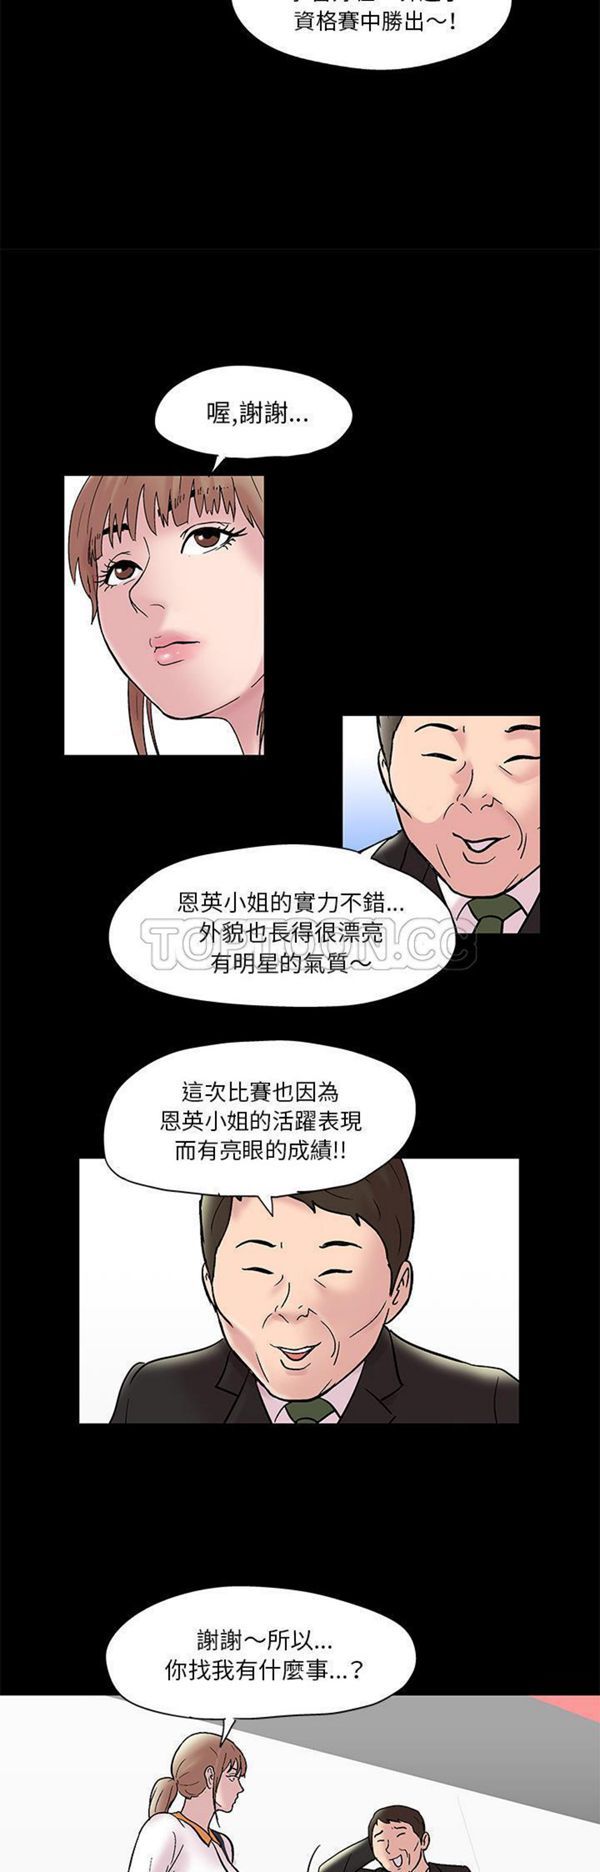 資格賽中勝出～！
喔,謝謝...
恩英小姐的實力不錯...
外貌也長得很漂亮
有明星的氣質～
TOPTOON.CC
這次比賽也因為
恩英小姐的活躍表現
而有亮眼的成績!!
謝謝～所以...
你找我有什麼事...？